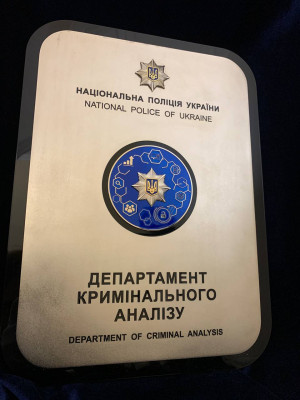 НАЦІОНАЛЬНА ПОЛІЦІЯ УКРАЇНИ
NATIONAL POLICE OF UKRAINE
ДЕПАРТАМЕНТ
КРИМІНАЛЬНОГО
АНАЛІЗУ
DEPARTMENT OF CRIMINAL ANALYSIS